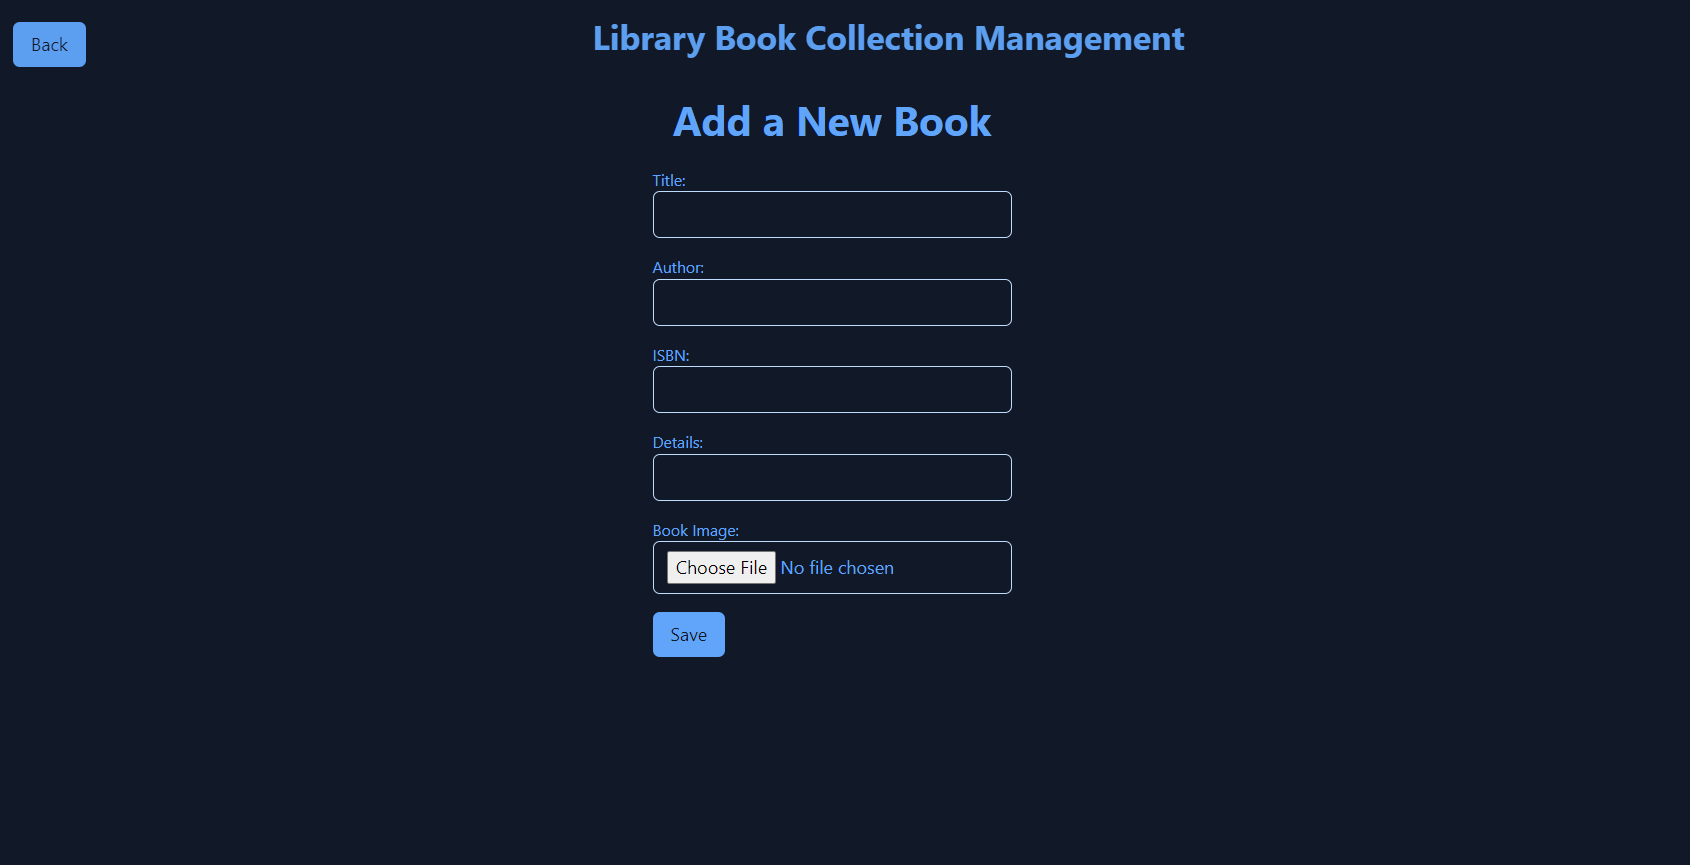 Back
Library Book Collection Management
Add a New Book
Title:
Author:
ISBN:
Details:
Book Image:
Choose File No file chosen
Save